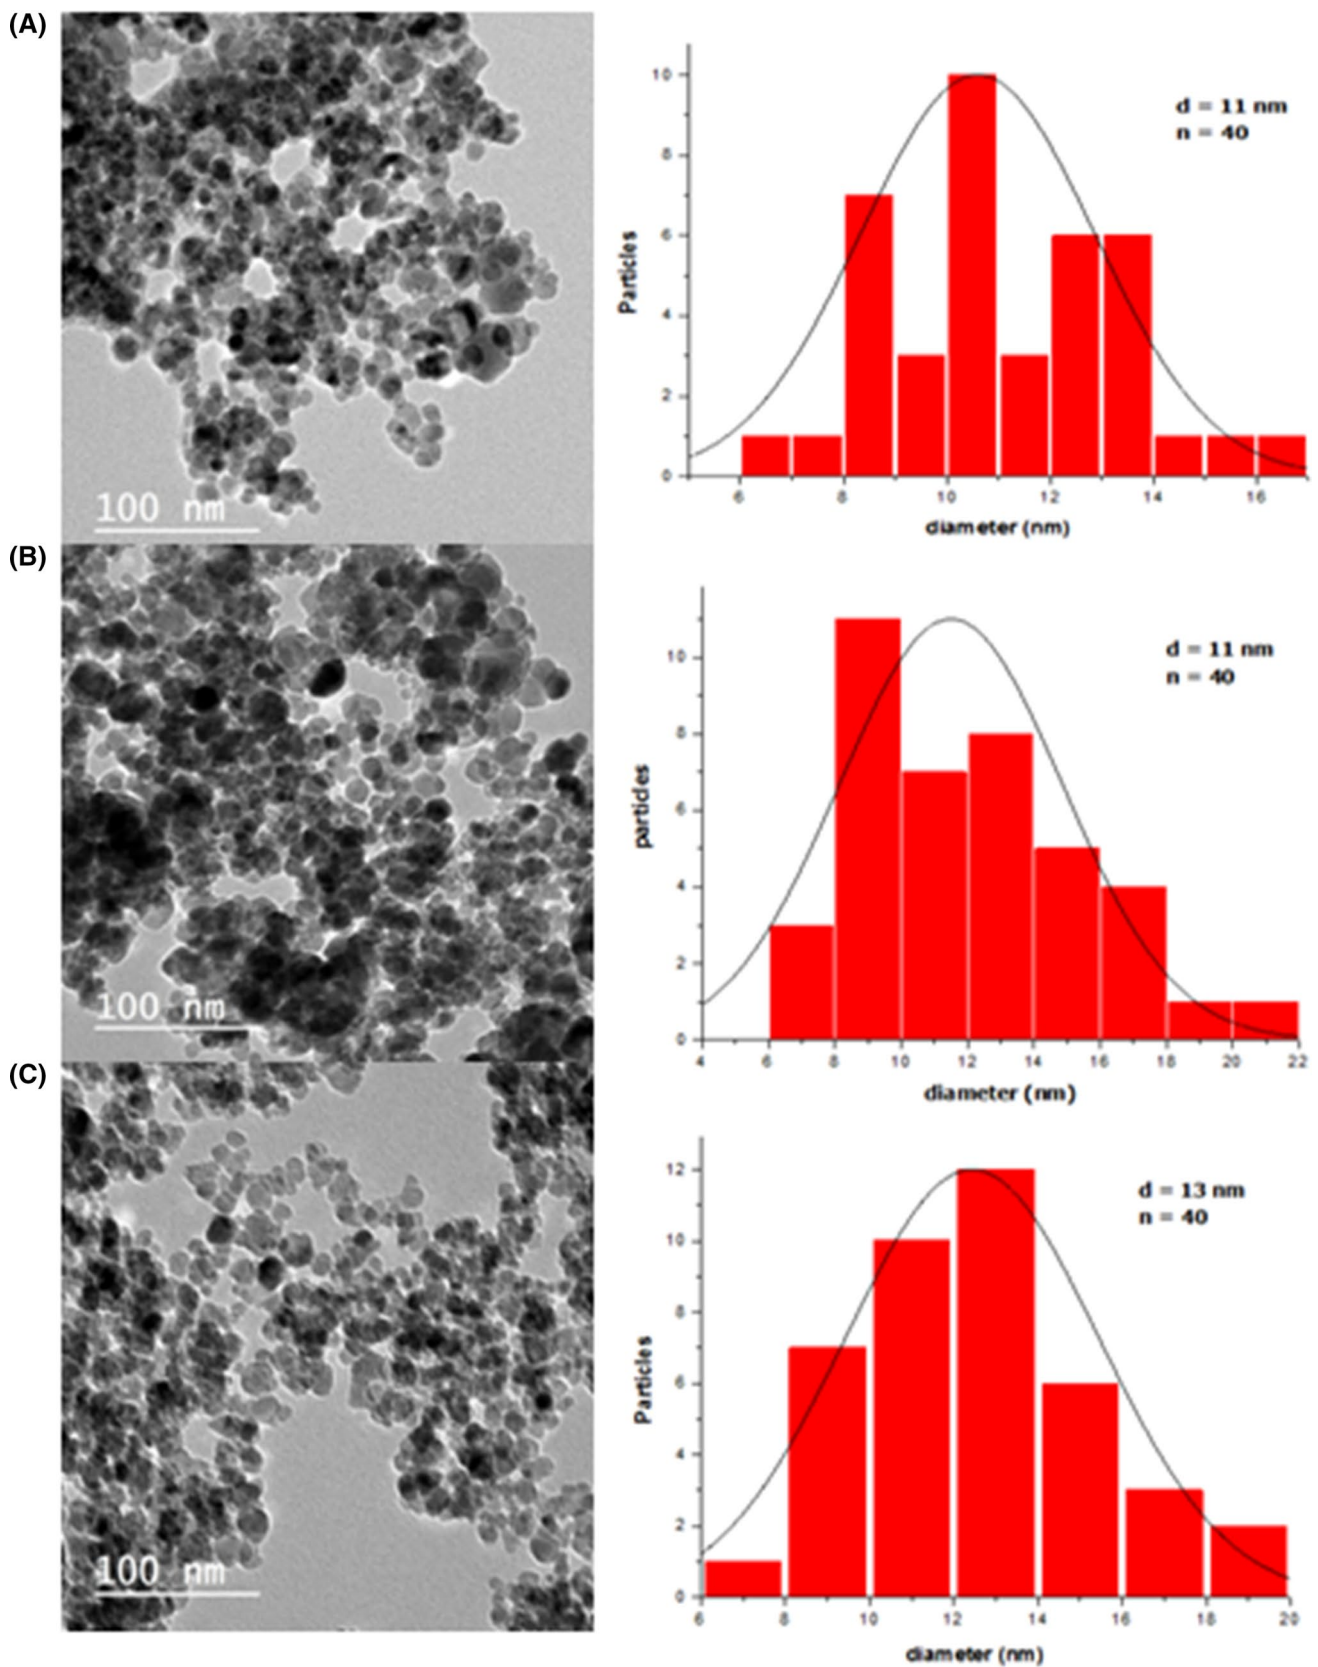 (A)
100 nm
Particles
10
8
6
4
2
0
d = 11 nm
n = 40
6 8 10 12 14 16
diameter (nm)
(B)
100 nm
particles
10
8
6
4
2
0
d = 11 nm
n = 40
4 6 8 10 12 14 16 18 20 22
diameter (nm)
(C)
100 nm
Particles
12
10
8
6
4
2
0
d = 13 nm
n = 40
6 8 10 12 14 16 18 20
diameter (nm)